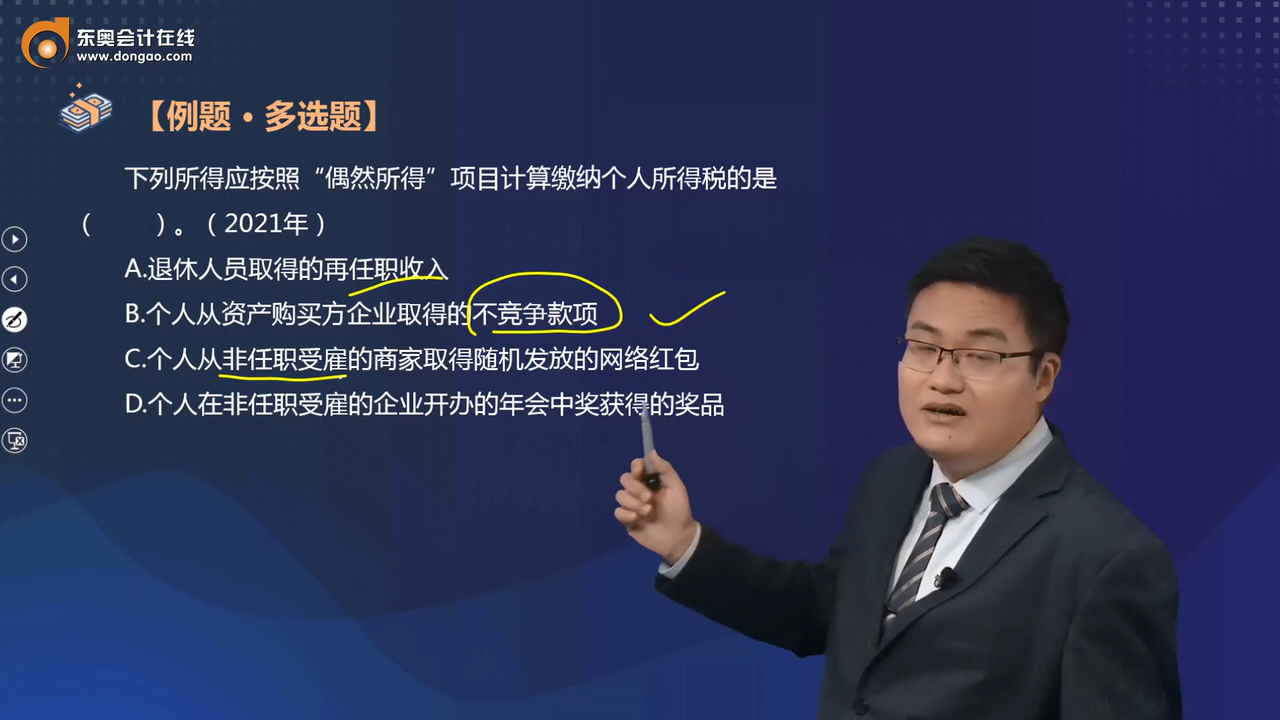 东奥会计在线
www.dongao.com
【例题·多选题】
下列所得应按照“偶然所得”项目计算缴纳个人所得税的是
（ ）。（2021年）
A.退休人员取得的再任职收入
B.个人从资产购买方企业取得的不竞争款项
C.个人从非任职受雇的商家取得随机发放的网络红包
D.个人在非任职受雇的企业开办的年会中奖获得的奖品